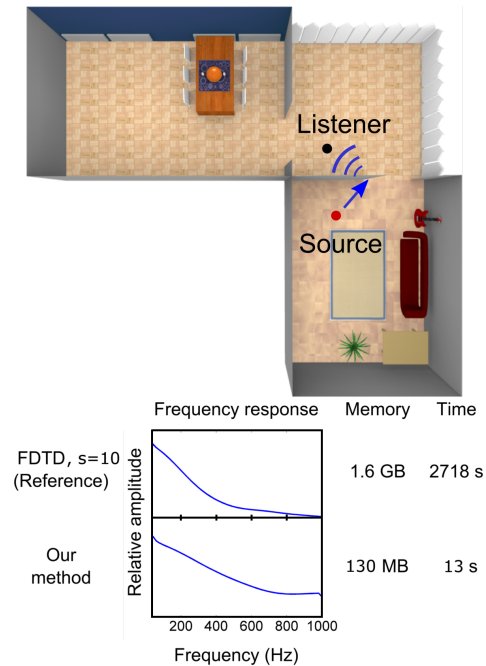 Listener
Source
Frequency response Memory Time
FDTD, s=10
(Reference)
1.6 GB 2718 s
Relative amplitude
Our
method
130 MB 13 s
200 400 600 800 1000
Frequency (Hz)